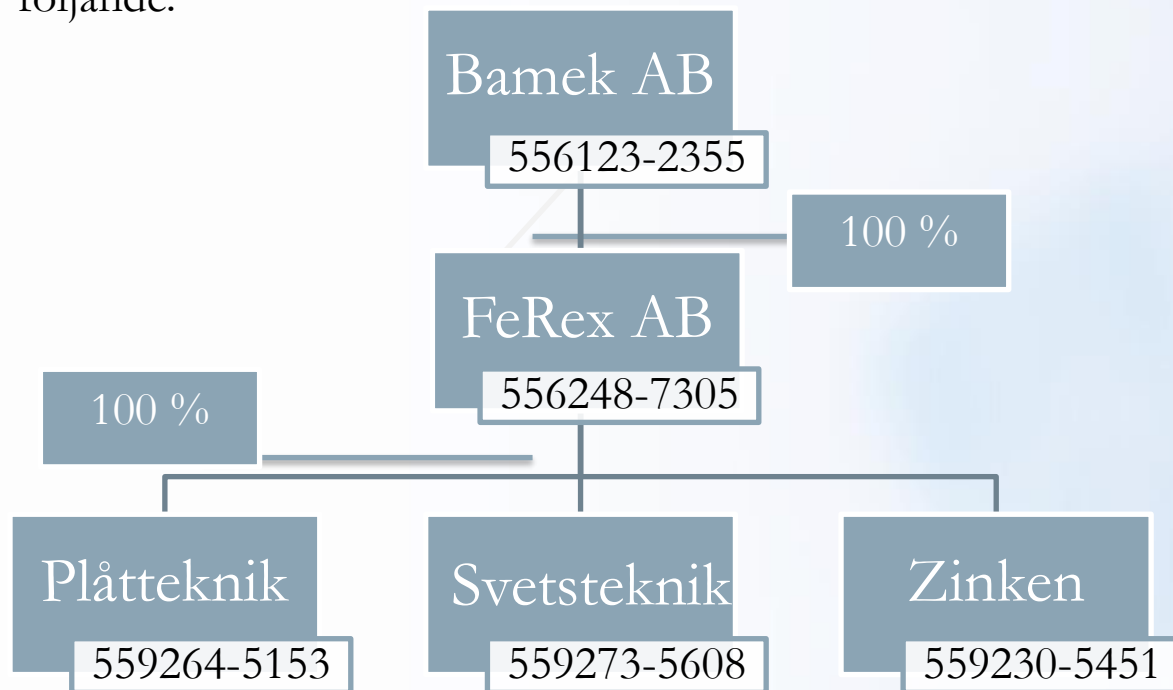 följande.
Bamek AB
556123-2355
100 %
FeRex AB
556248-7305
100 %
Plåtteknik
559264-5153
Svetsteknik
559273-5608
Zinken
559230-5451